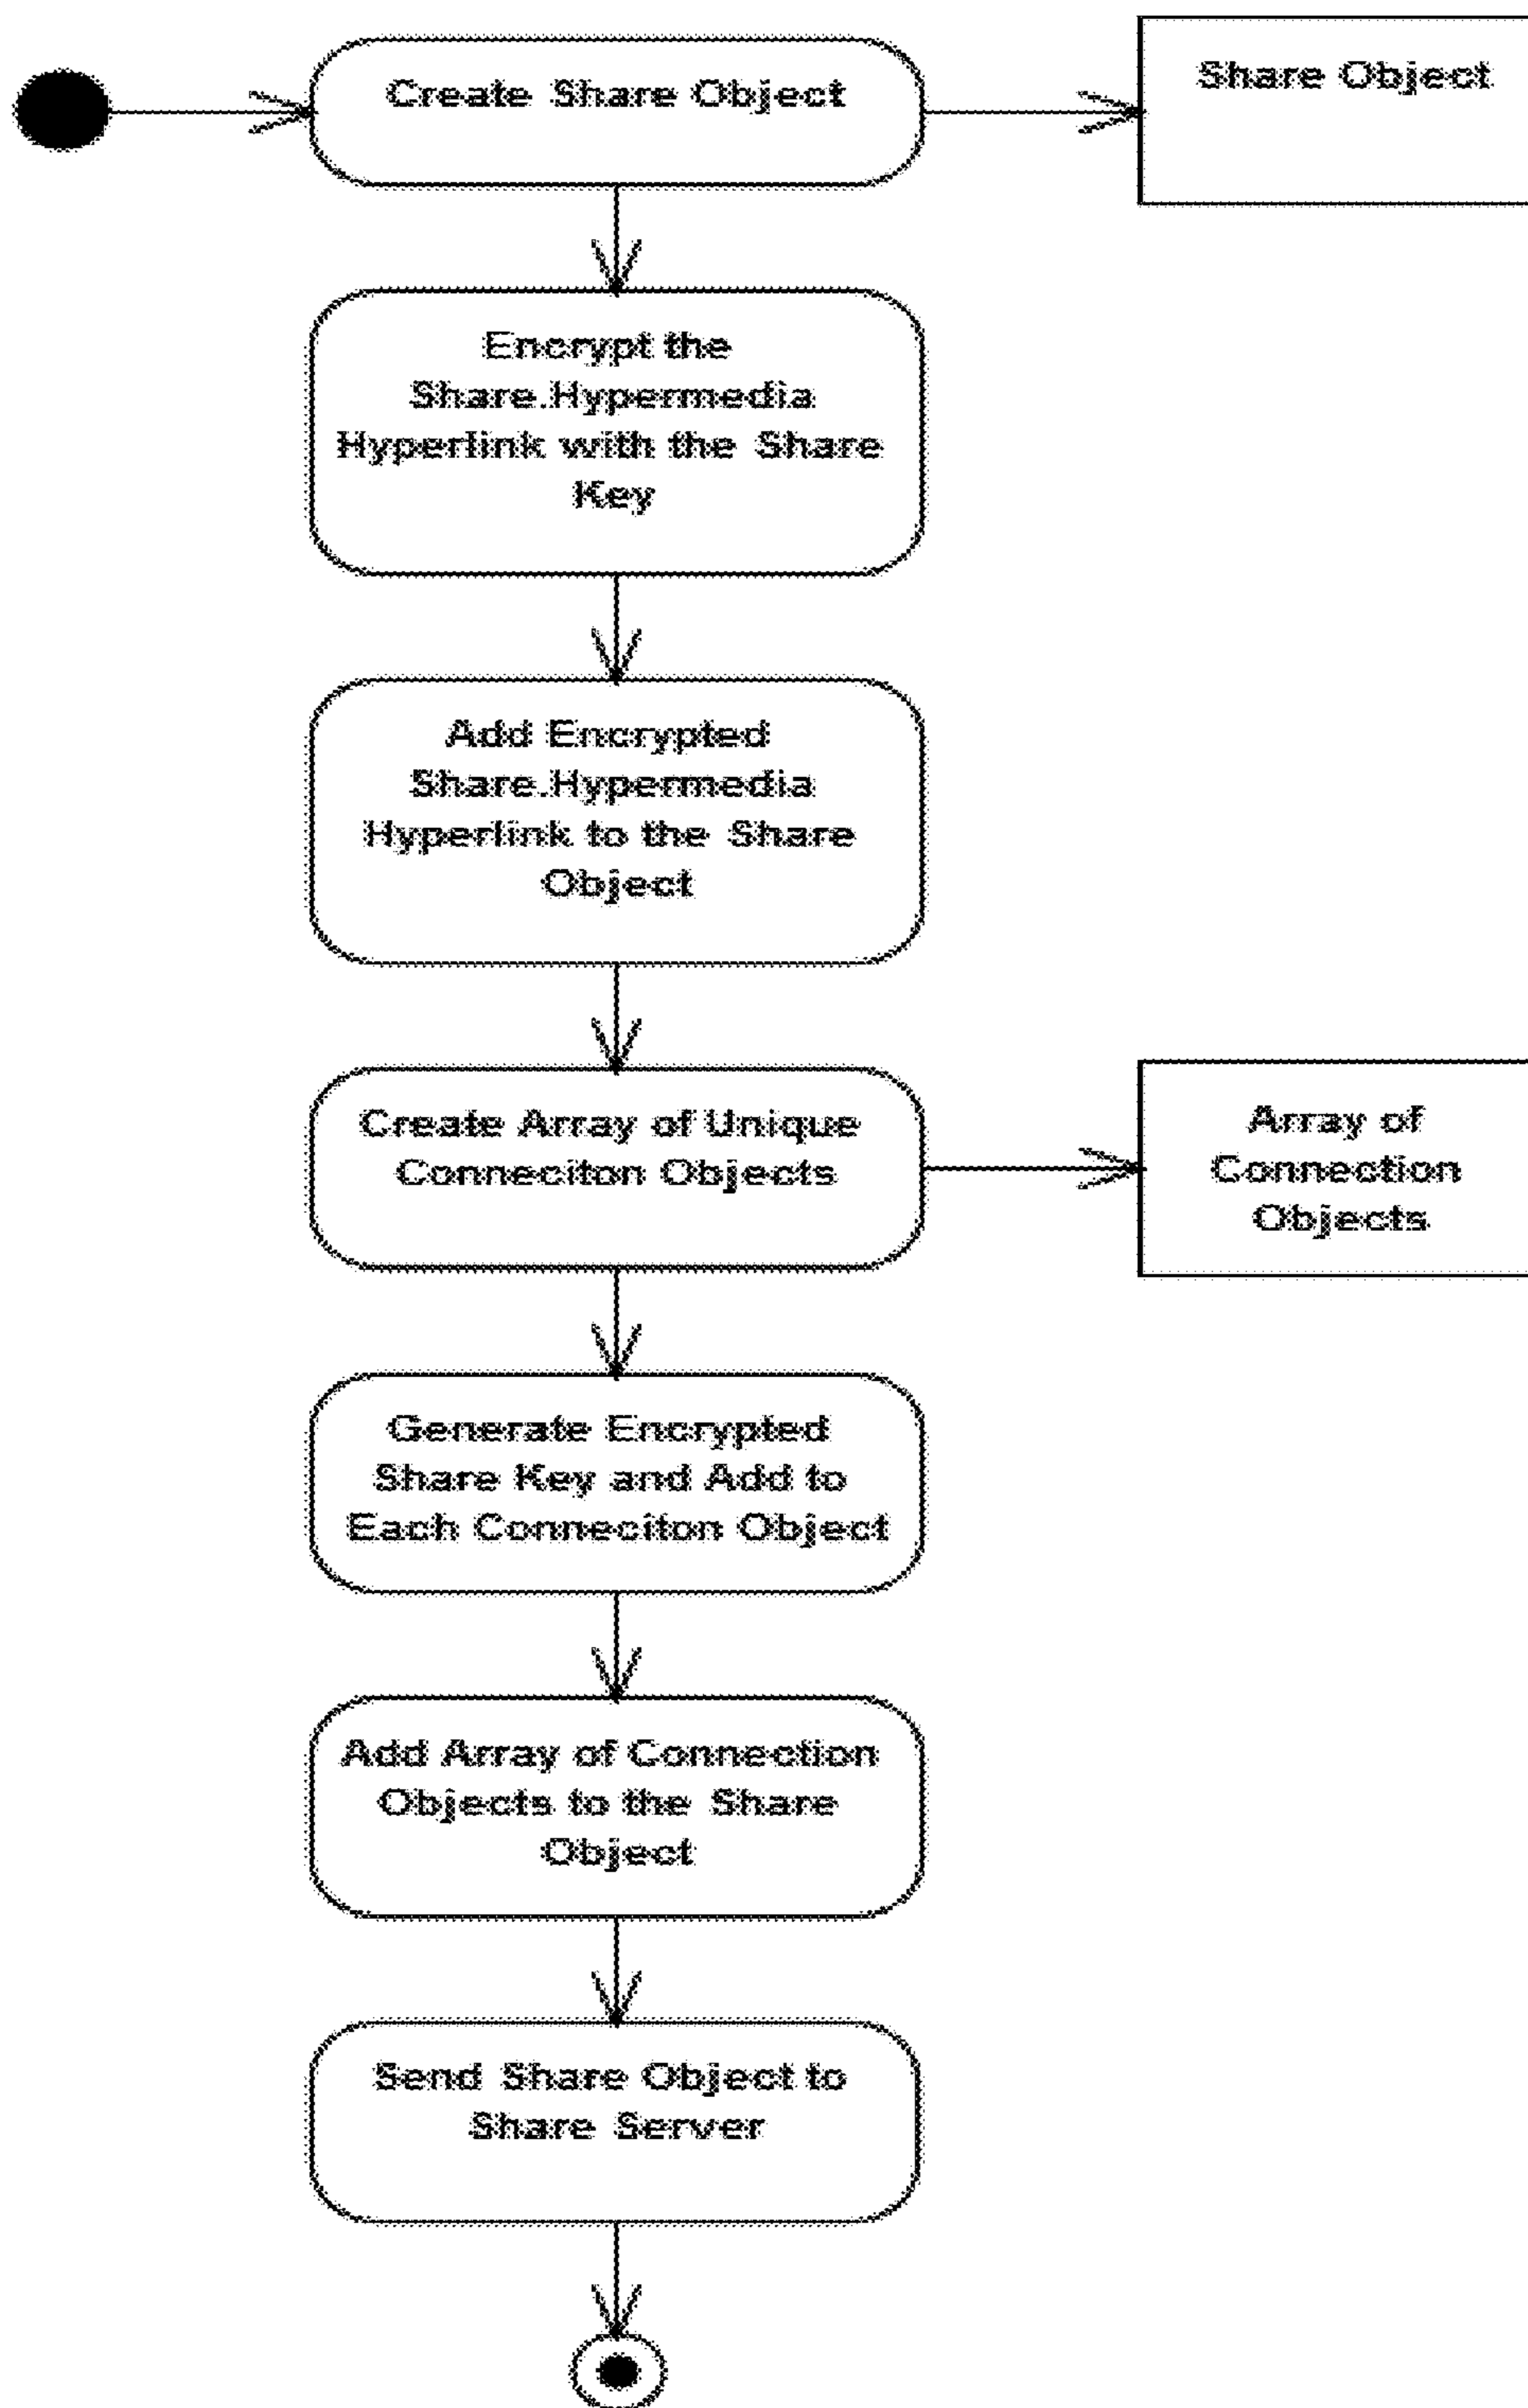 Create Share Object
Share Object
Encrypt the
Share.Hypermedia
Hyperlink with the Share
Key
Add Encrypted
Share.Hypermedia
Hyperlink to the Share
Object
Create Array of Unique
Conneciton Objects
Array of
Connection
Objects
Generate Encrypted
Share Key and Add to
Each Conneciton Object
Add Array of Connection
Objects to the Share
Object
Send Share Object to
Share Server